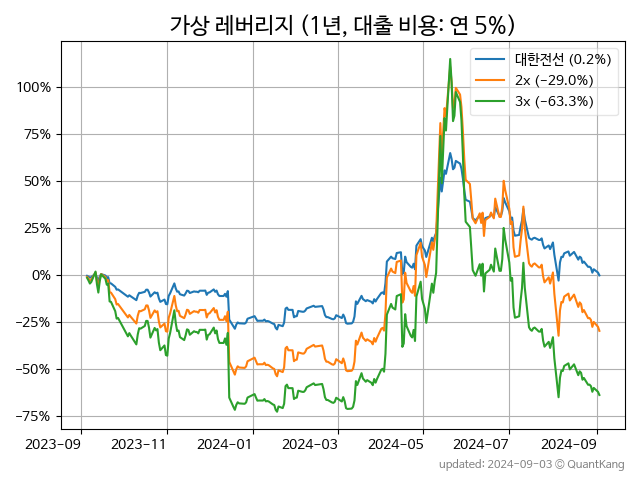 가상 레버리지 (1년, 대출 비용: 연 5%)
대한전선 (0.2%)
2x (−29.0%)
3x (−63.3%)
100%
75%
50%
25%
0%
−25%
−50%
−75%
2023-09 2023-11 2024-01 2024-03 2024-05 2024-07 2024-09
updated: 2024-09-03 © QuantKang